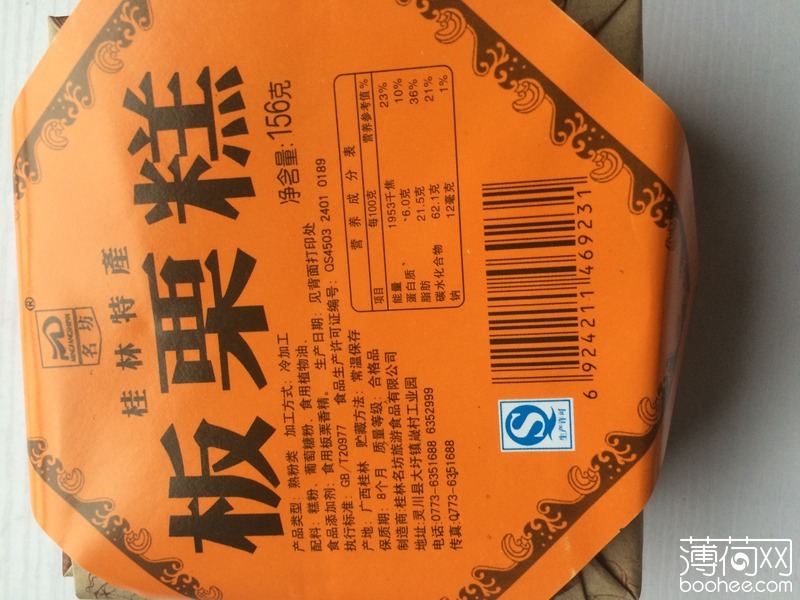 ®
名坊
桂林特產
板栗糕
净含量:156克
产品类型: 熟粉类 加工方式: 冷加工
配料: 糕粉、葡萄糖粉、食用植物油、
食品添加剂: 食用板栗香精。 生产日期: 见背面打印处
执行标准: GB/T20977 食品生产许可证编号: QS4503 2401 0189
产地: 广西桂林 贮藏方法: 常温保存
保质期: 8个月 质量等级: 合格品
制造商:桂林名坊旅游食品有限公司
地址:灵川县大圩镇嵅村工业园
电话:0773-6351688 6352999
传真:0773-6351688
营养成分表
项目 每100克 营养参考值%
能量 1953千焦 23%
蛋白质 6.0克 10%
脂肪 21.5克 36%
碳水化合物 62.1克 21%
钠 12毫克 1%
6 924211 469231
生产许可
薄荷网
boohee.com